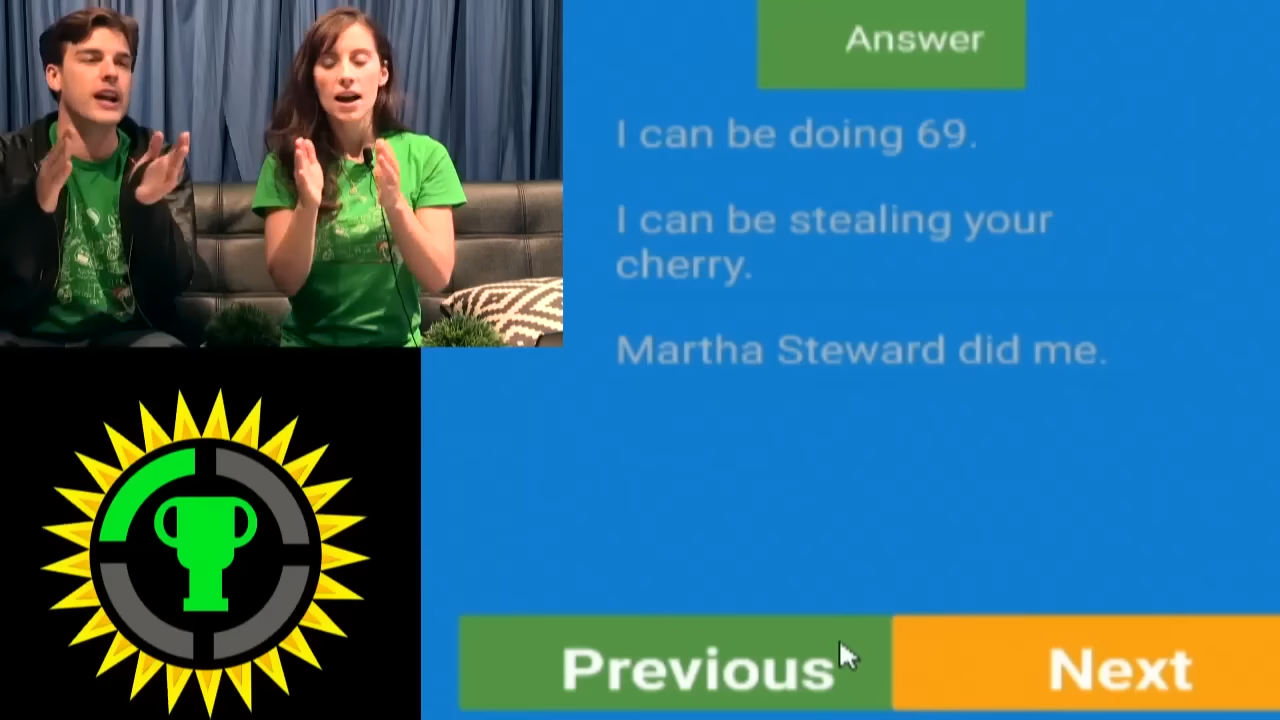 Answer
I can be doing 69.
I can be stealing your
cherry.
Martha Steward did me.
Previous
Next